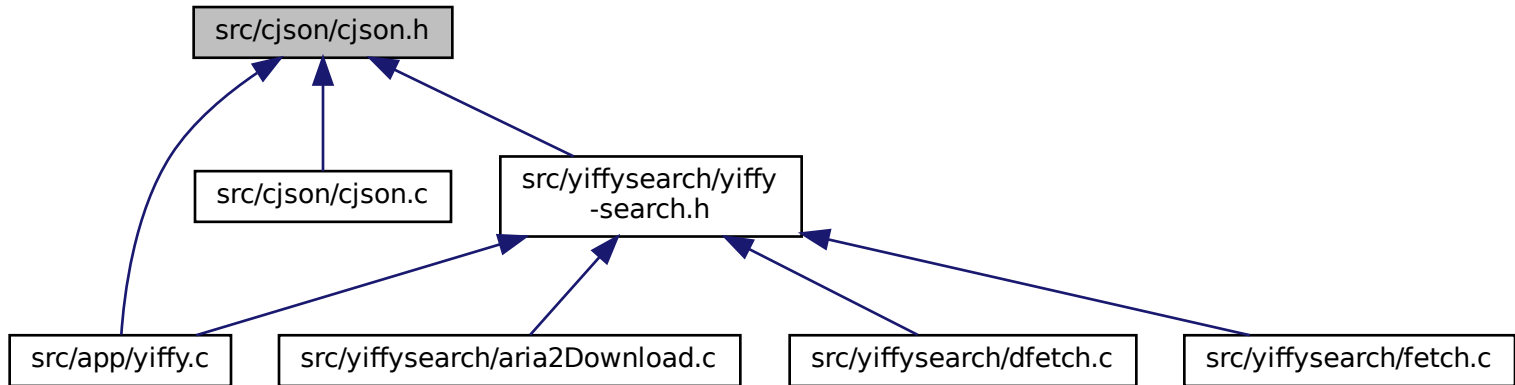 src/cjson/cjson.h
src/cjson/cjson.c
src/yiffysearch/yiffy
-search.h
src/app/yiffy.c
src/yiffysearch/aria2Download.c
src/yiffysearch/dfetch.c
src/yiffysearch/fetch.c